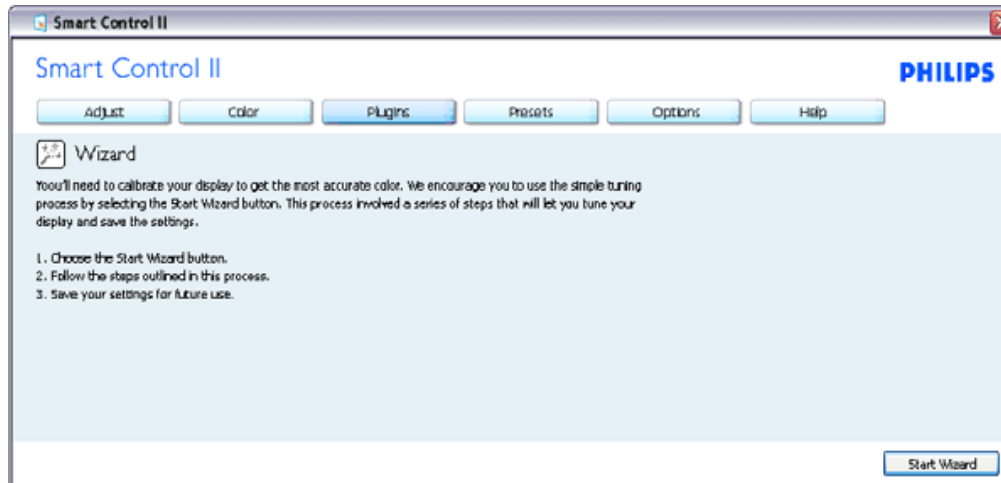 Smart Control II
Smart Control II
PHILIPS
Adjust Color Plugins Presets Options Help
Wizard
Yoou'll need to calibrate your display to get the most accurate color. We encourage you to use the simple tuning
process by selecting the Start Wizard button. This process involved a series of steps that will let you tune your
display and save the settings.
1. Choose the Start Wizard button.
2. Follow the steps outlined in this process.
3. Save your settings for future use.
Start Wizard